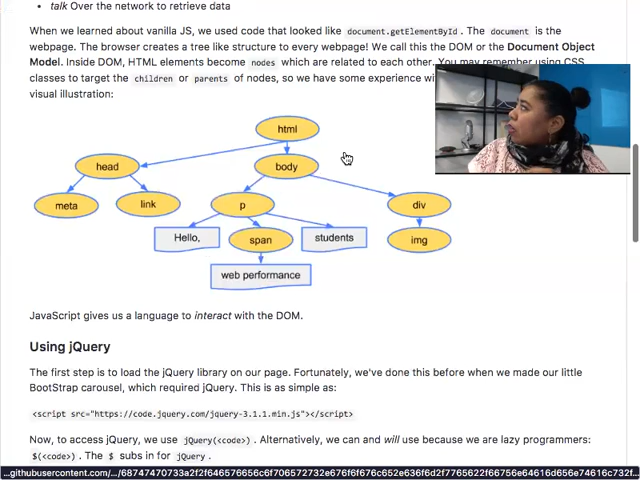 talk Over the network to retrieve data
When we learned about vanilla JS, we used code that looked like document.getElementById . The document is the
webpage. The browser creates a tree like structure to every webpage! We call this the DOM or the Document Object
Model. Inside DOM, HTML elements become nodes which are related to each other. You may remember using CSS
classes to target the children or parents of nodes, so we have some experience
visual illustration:
html
head
body
meta
link
p
div
Hello,
span
students
img
web performance
JavaScript gives us a language to interact with the DOM.
Using jQuery
The first step is to load the jQuery library on our page. Fortunately, we've done this before when we made our little
BootStrap carousel, which required jQuery. This is as simple as:
<script src="https://code.jquery.com/jquery-3.1.1.min.js"></script>
Now, to access jQuery, we use jQuery(<code>) . Alternatively, we can and will use because we are lazy programmers:
$(<code>) . The $ subs in for jQuery .